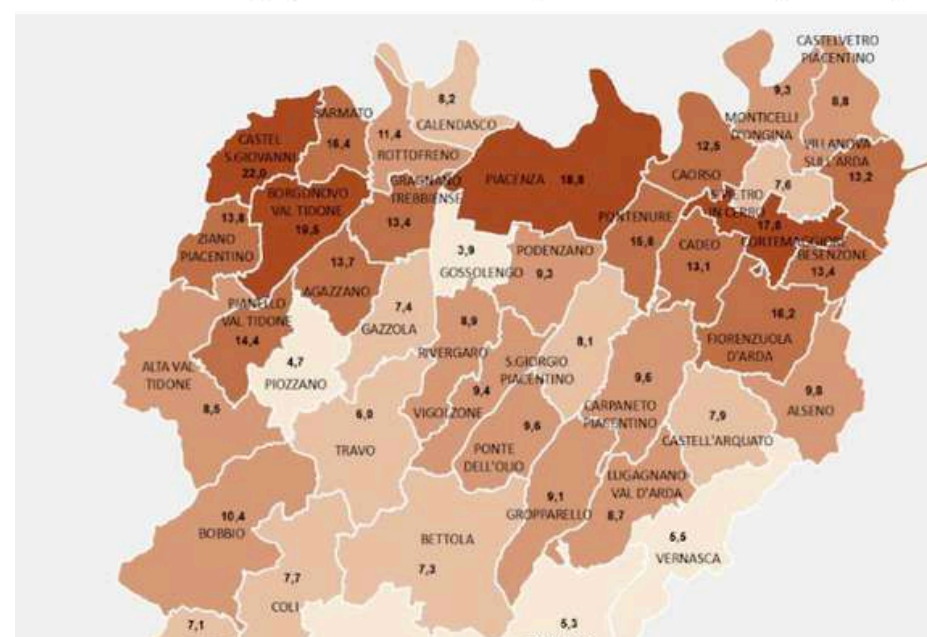 CASTELVETRO
PIACENTINO
8,8
9,3
MONTICELLI
D'ONGINA
8,2
CALENDASCO
SARMATO
16,4
11,4
ROTTOFRENO
CASTEL
S.GIOVANNI
22,0
12,5
CAORSO
VILLANOVA
SULL'ARDA
13,2
GRAGNANO
TREBBIENSE
13,4
PIACENZA 18,8
7,6
S.PIETRO
IN CERRO
BORGONOVO
VAL TIDONE
19,5
13,8
ZIANO
PIACENTINO
PONTENURE
15,8
CADEO
13,1
17,8
CORTEMAGGIORE
BESENZONE
13,4
3,9
GOSSOLENGO
PODENZANO
9,3
13,7
AGAZZANO
PIANELLO
VAL TIDONE
14,4
7,4
GAZZOLA
8,9
RIVERGARO
16,2
FIORENZUOLA
D'ARDA
8,1
S.GIORGIO
PIACENTINO
4,7
PIOZZANO
ALTA VAL
TIDONE
8,5
9,4
VIGOLZONE
9,6
CARPANETO
PIACENTINO
9,8
ALSENO
6,0
TRAVO
9,6
PONTE
DELL'OLIO
7,9
CASTELL'ARQUATO
LUGAGNANO
VAL D'ARDA
8,7
9,1
GROPPARELLO
10,4
BOBBIO
BETTOLA
7,3
5,5
VERNASCA
7,7
COLI
7,1
5,3